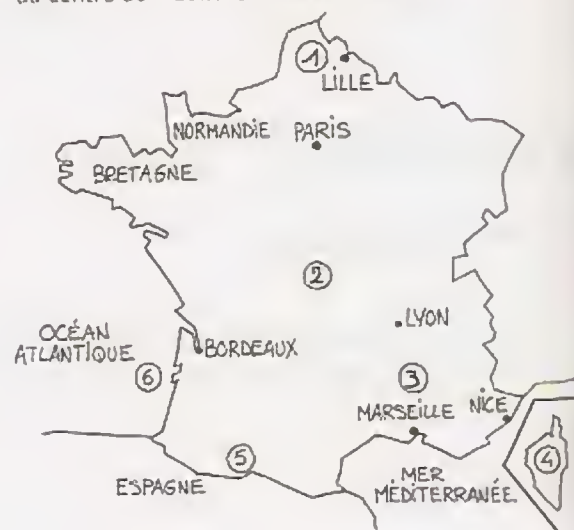 ①
LILLE
NORMANDIE PARIS
BRETAGNE
②
LYON
OCÉAN
ATLANTIQUE
BORDEAUX
⑥
③
MARSEILLE NICE
④
⑤
ESPAGNE
MER
MÉDITERRANÉE